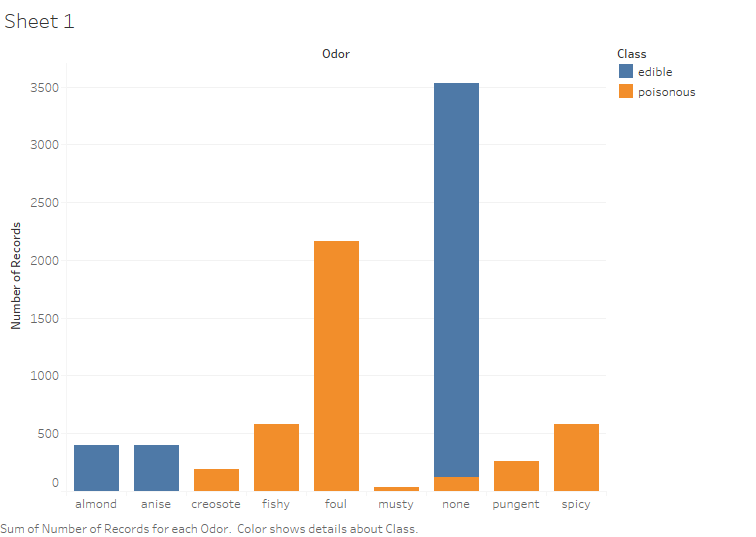 Sheet 1
Odor
Class
edible
poisonous
3500
3000
2500
2000
1500
1000
500
0
Number of Records
almond anise creosote fishy foul musty none pungent spicy
Sum of Number of Records for each Odor. Color shows details about Class.